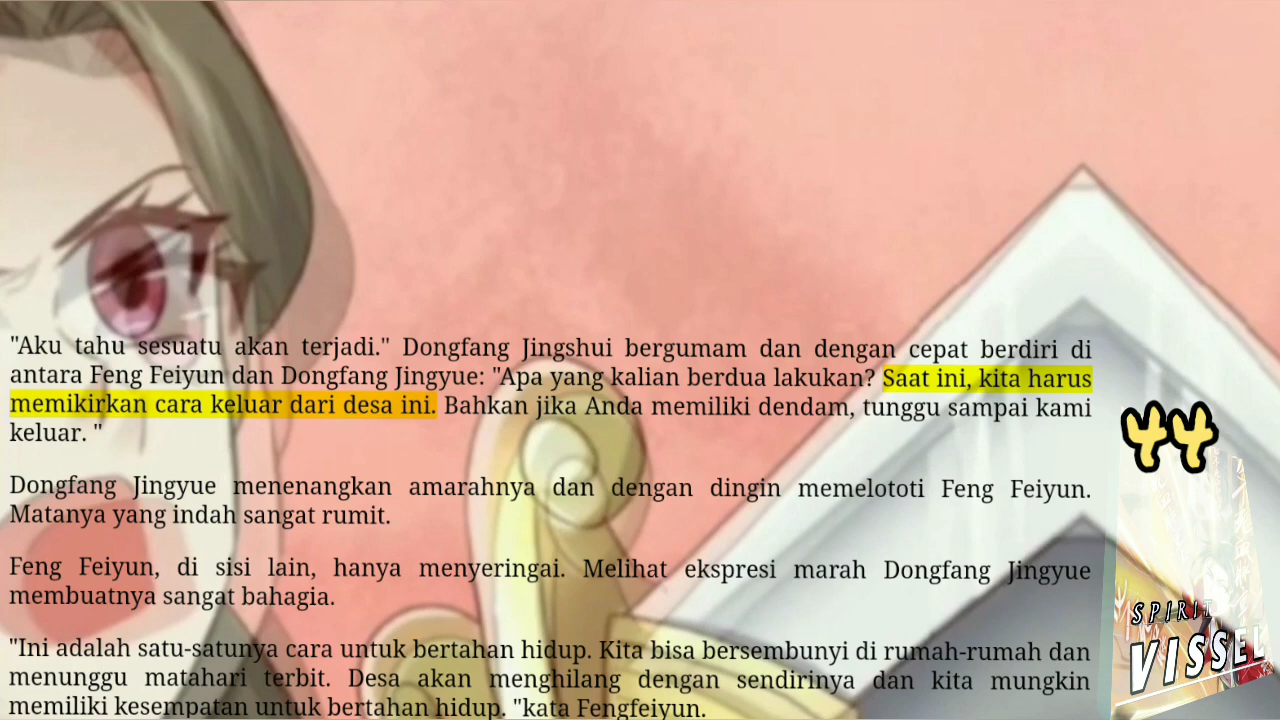 "Aku tahu sesuatu akan terjadi." Dongfang Jingshui bergumam dan dengan cepat berdiri di
antara Feng Feiyun dan Dongfang Jingyue: "Apa yang kalian berdua lakukan? Saat ini, kita harus
memikirkan cara keluar dari desa ini. Bahkan jika Anda memiliki dendam, tunggu sampai kami
keluar. "
Dongfang Jingyue menenangkan amarahnya dan dengan dingin memelototi Feng Feiyun.
Matanya yang indah sangat rumit.
Feng Feiyun, di sisi lain, hanya menyeringai. Melihat ekspresi marah Dongfang Jingyue
membuatnya sangat bahagia.
"Ini adalah satu-satunya cara untuk bertahan hidup. Kita bisa bersembunyi di rumah-rumah dan
menunggu matahari terbit. Desa akan menghilang dengan sendirinya dan kita mungkin
memiliki kesempatan untuk bertahan hidup. "kata Fengfeiyun.
44
SPIRIT
VISSEL